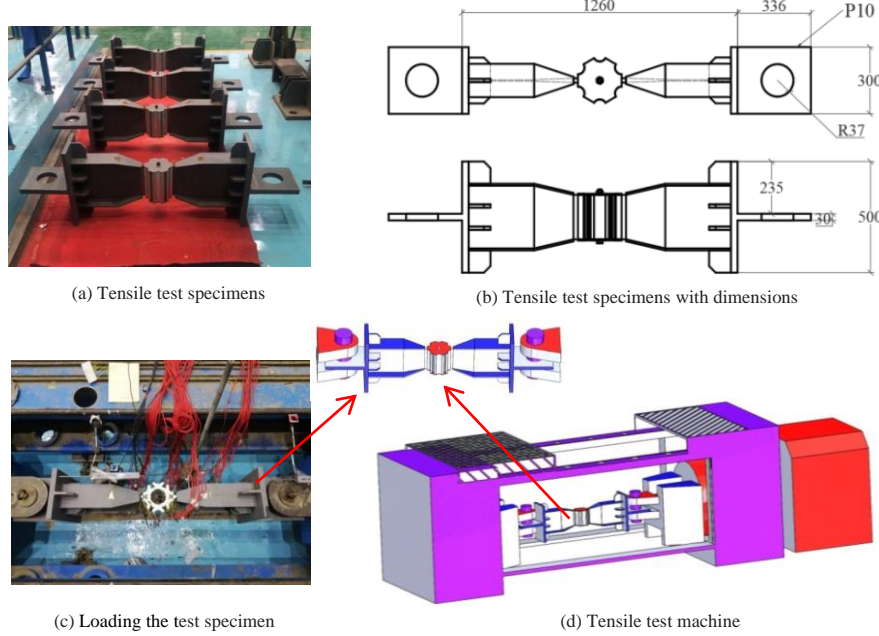 1260
336
P10
300
R37
235
500
30
(a) Tensile test specimens
(b) Tensile test specimens with dimensions
(c) Loading the test specimen
(d) Tensile test machine